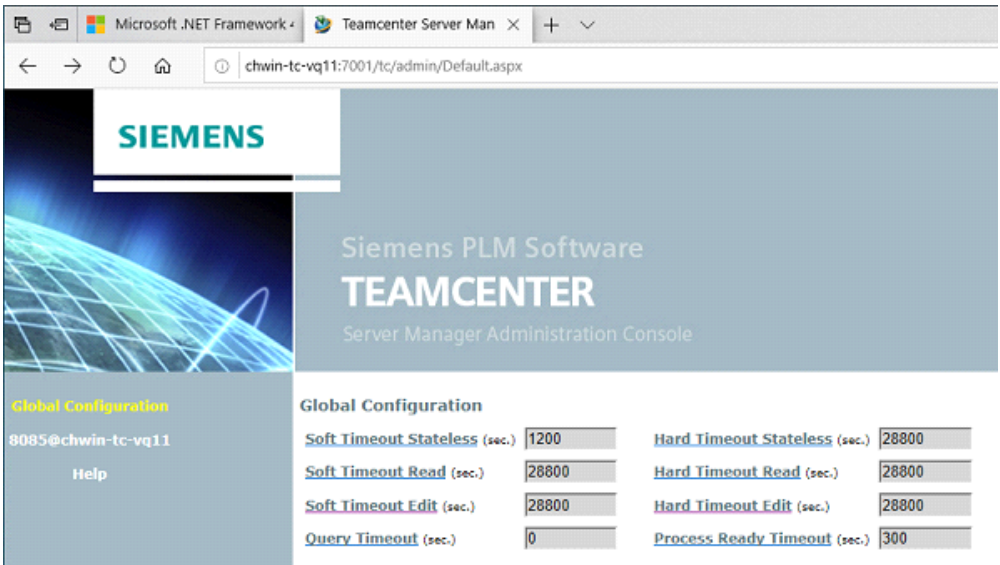 Microsoft .NET Framework 4 Teamcenter Server Man
chwin-tc-vq11:7001/tc/admin/Default.aspx
SIEMENS
Siemens PLM Software
TEAMCENTER
Server Manager Administration Console
Global Configuration
8085@chwin-tc-vq11
Help
Global Configuration
Soft Timeout Stateless (sec.) 1200 Hard Timeout Stateless (sec.) 28800
Soft Timeout Read (sec.) 28800 Hard Timeout Read (sec.) 28800
Soft Timeout Edit (sec.) 28800 Hard Timeout Edit (sec.) 28800
Query Timeout (sec.) 0 Process Ready Timeout (sec.) 300